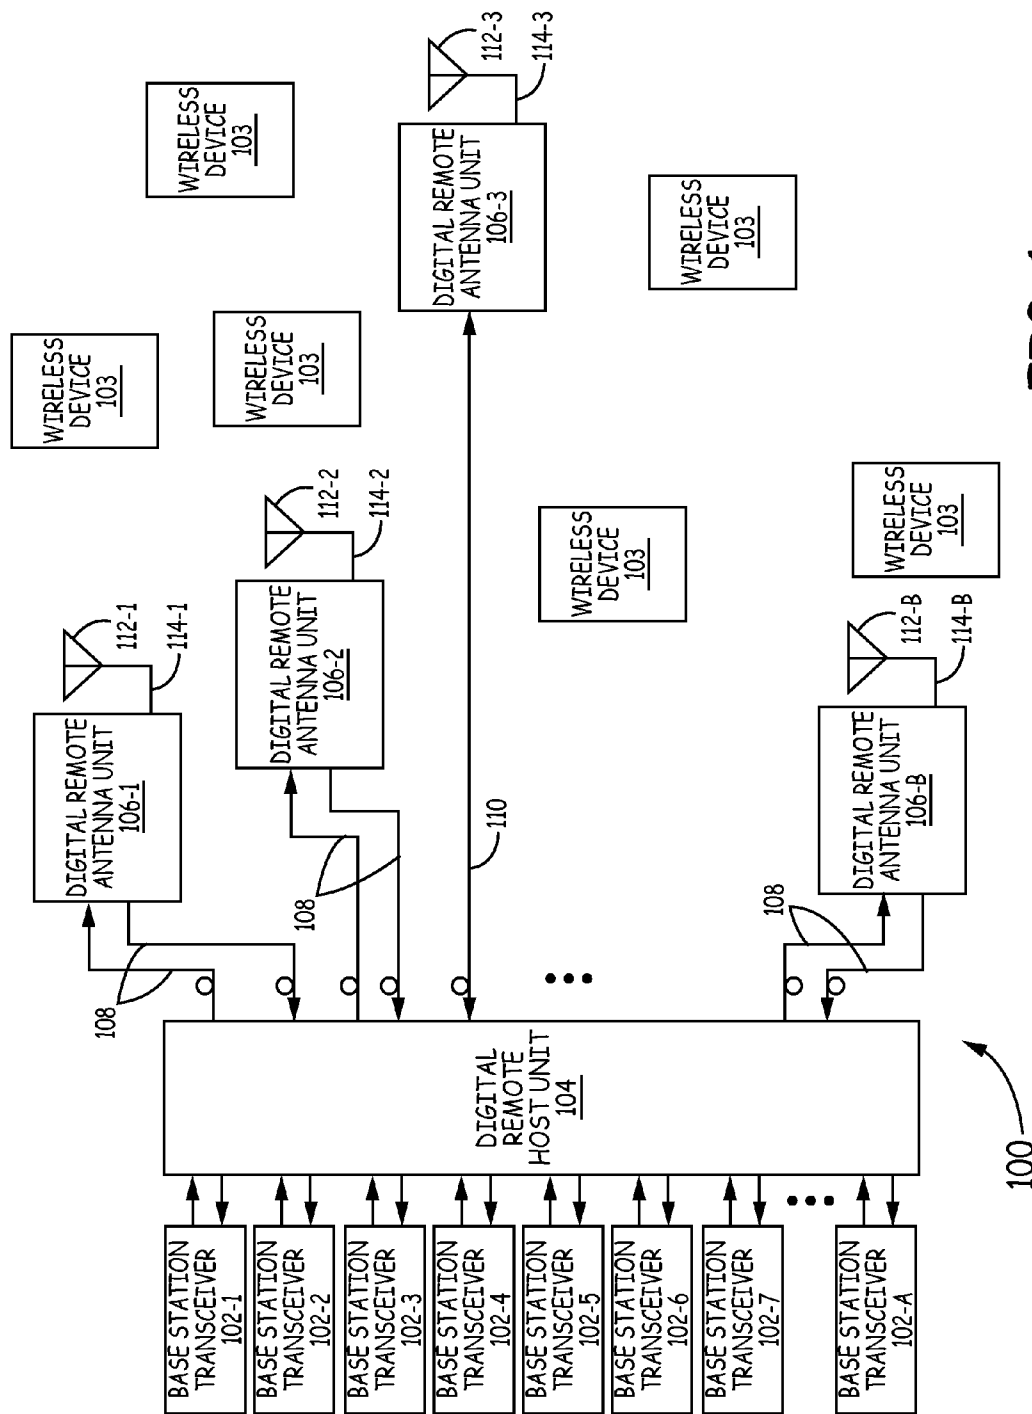 BASE STATION
TRANSCEIVER
102-1
BASE STATION
TRANSCEIVER
102-2
BASE STATION
TRANSCEIVER
102-3
BASE STATION
TRANSCEIVER
102-4
BASE STATION
TRANSCEIVER
102-5
BASE STATION
TRANSCEIVER
102-6
BASE STATION
TRANSCEIVER
102-7
BASE STATION
TRANSCEIVER
102-A
DIGITAL
REMOTE
HOST UNIT
104
100
108
108
110
108
DIGITAL REMOTE
ANTENNA UNIT
106-1
112-1
114-1
DIGITAL REMOTE
ANTENNA UNIT
106-2
112-2
114-2
DIGITAL REMOTE
ANTENNA UNIT
106-3
112-3
114-3
DIGITAL REMOTE
ANTENNA UNIT
106-B
112-B
114-B
WIRELESS
DEVICE
103
WIRELESS
DEVICE
103
WIRELESS
DEVICE
103
WIRELESS
DEVICE
103
WIRELESS
DEVICE
103
WIRELESS
DEVICE
103